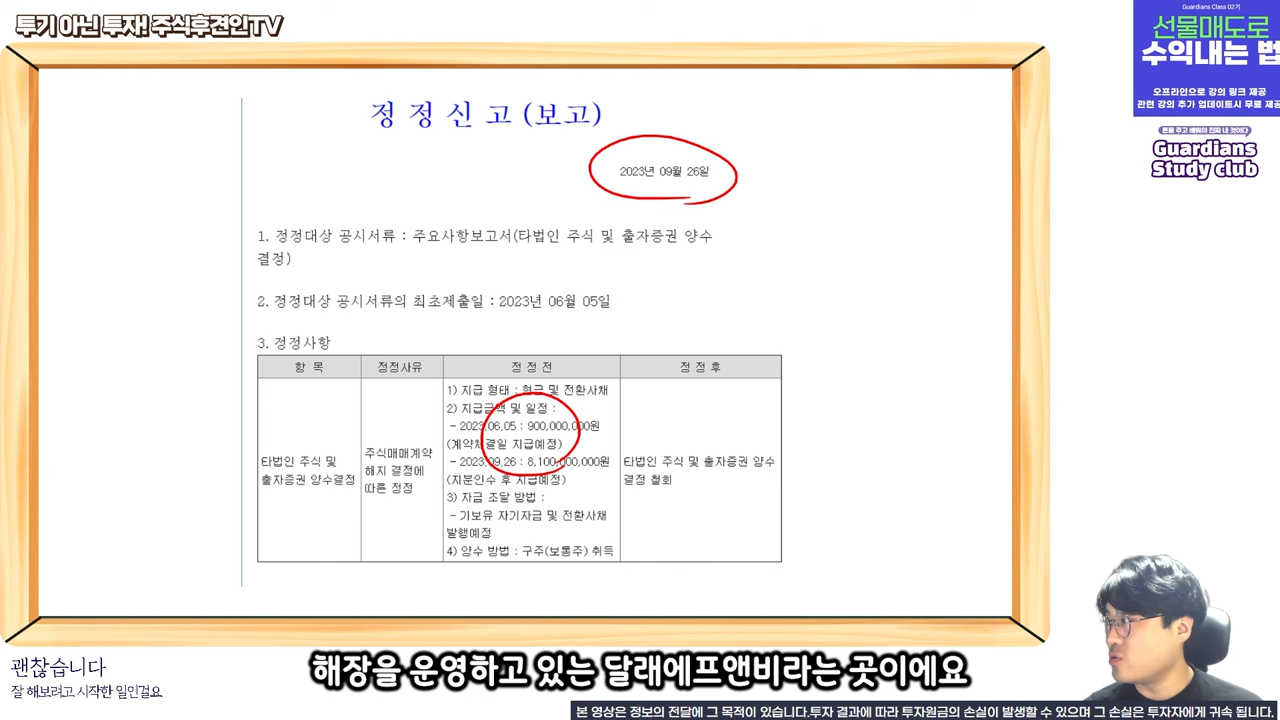 투기 아닌 투자! 주식후견인TV
Guardians Class 02기
선물매도로
수익내는 법
오프라인으로 강의 링크 제공
관련 강의 추가 업데이트시 무료 제공
돈을 주고 배워야 진짜 내 것이다
Guardians
Study club
정 정 신 고 (보고)
2023년 09월 26일
1. 정정대상 공시서류 : 주요사항보고서(타법인 주식 및 출자증권 양수
결정)
2. 정정대상 공시서류의 최초제출일 : 2023년 06월 05일
3. 정정사항
항 목 정정사유 정 정 전 정 정 후
타법인 주식 및
출자증권 양수결정
주식매매계약
해지 결정에
따른 정정
1) 지급 형태 : 현금 및 전환사채
2) 지급금액 및 일정 :
- 2023.06.05 : 900,000,000원
(계약체결일 지급예정)
- 2023.09.26 : 8,100,000,000원
(지분인수 후 지급예정)
3) 자금 조달 방법 :
- 기보유 자기자금 및 전환사채
발행예정
4) 양수 방법 : 구주(보통주) 취득
타법인 주식 및 출자증권 양수
결정 철회
괜찮습니다
잘 해보려고 시작한 일인걸요
해장을 운영하고 있는 달래에프앤비라는 곳이에요
본 영상은 정보의 전달에 그 목적이 있습니다.투자 결과에 따라 투자원금의 손실이 발생할 수 있으며 그 손실은 투자자에게 귀속 됩니다.